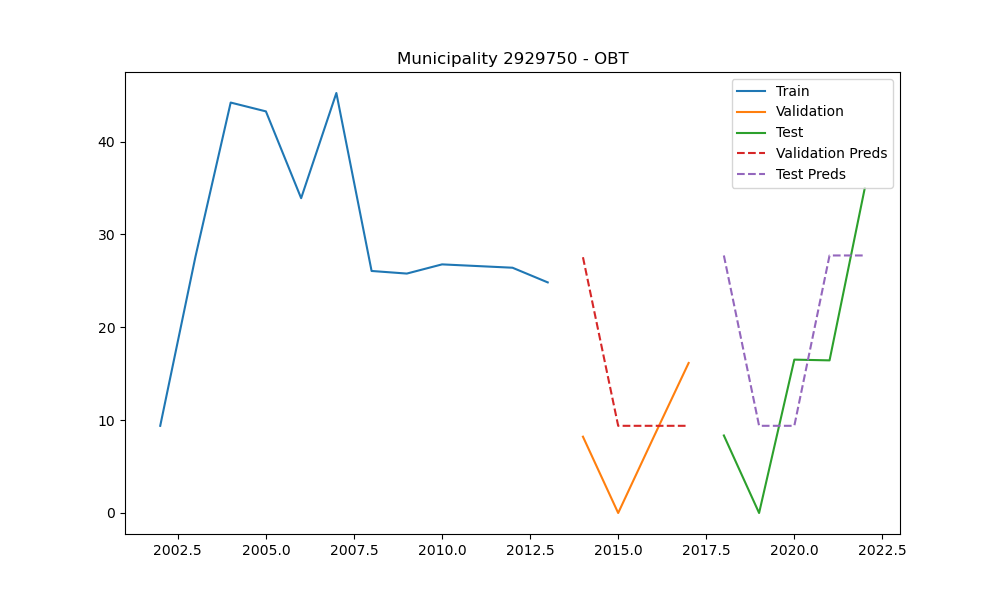 Municipality 2929750 - OBT
Train
Validation
Test
Validation Preds
Test Preds
40
30
20
10
0
2002.5 2005.0 2007.5 2010.0 2012.5 2015.0 2017.5 2020.0 2022.5